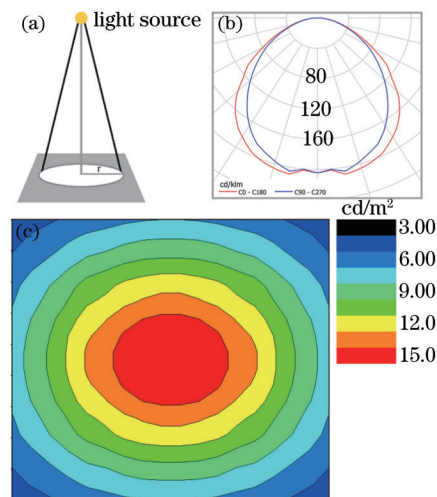 (a)
light source
r
(b)
80
120
160
cd/klm
C0 - C180
C90 - C270
(c)
cd/m²
3.00
6.00
9.00
12.0
15.0